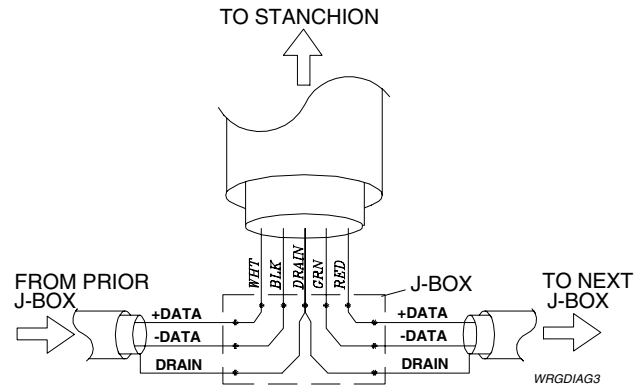 TO STANCHION
WHT
BLK
DRAIN
GRN
RED
FROM PRIOR
J-BOX
J-BOX
TO NEXT
J-BOX
+DATA
+DATA
-DATA
-DATA
DRAIN
DRAIN
WRGDIAG3